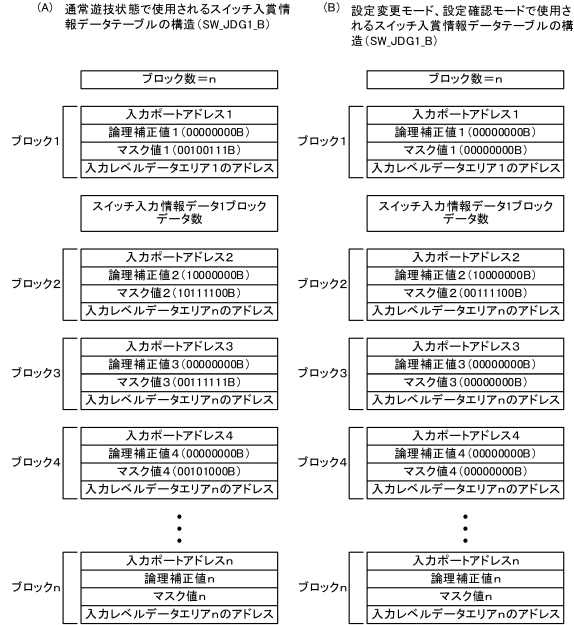 (A) 通常遊技状態で使用されるスイッチ入賞情
報データテーブルの構造(SW_JDG1_B)
ブロック数=n
ブロック1
入力ポートアドレス1
論理補正値1(00000000B)
マスク値1(00100111B)
入力レベルデータエリア1のアドレス
スイッチ入力情報データ1ブロック
データ数
ブロック2
入力ポートアドレス2
論理補正値2(10000000B)
マスク値2(10111100B)
入力レベルデータエリアnのアドレス
ブロック3
入力ポートアドレス3
論理補正値3(00000000B)
マスク値3(00111111B)
入力レベルデータエリアnのアドレス
ブロック4
入力ポートアドレス4
論理補正値4(00000000B)
マスク値4(00101000B)
入力レベルデータエリアnのアドレス
ブロックn
入力ポートアドレスn
論理補正値n
マスク値n
入力レベルデータエリアnのアドレス
(B) 設定変更モード、設定確認モードで使用さ
れるスイッチ入賞情報データテーブルの構
造(SW_JDG1_B)
ブロック数=n
ブロック1
入力ポートアドレス1
論理補正値1(00000000B)
マスク値1(00000000B)
入力レベルデータエリア1のアドレス
スイッチ入力情報データ1ブロック
データ数
ブロック2
入力ポートアドレス2
論理補正値2(10000000B)
マスク値2(00111100B)
入力レベルデータエリアnのアドレス
ブロック3
入力ポートアドレス3
論理補正値3(00000000B)
マスク値3(00000000B)
入力レベルデータエリアnのアドレス
ブロック4
入力ポートアドレス4
論理補正値4(00000000B)
マスク値4(00000000B)
入力レベルデータエリアnのアドレス
ブロックn
入力ポートアドレスn
論理補正値n
マスク値n
入力レベルデータエリアnのアドレス